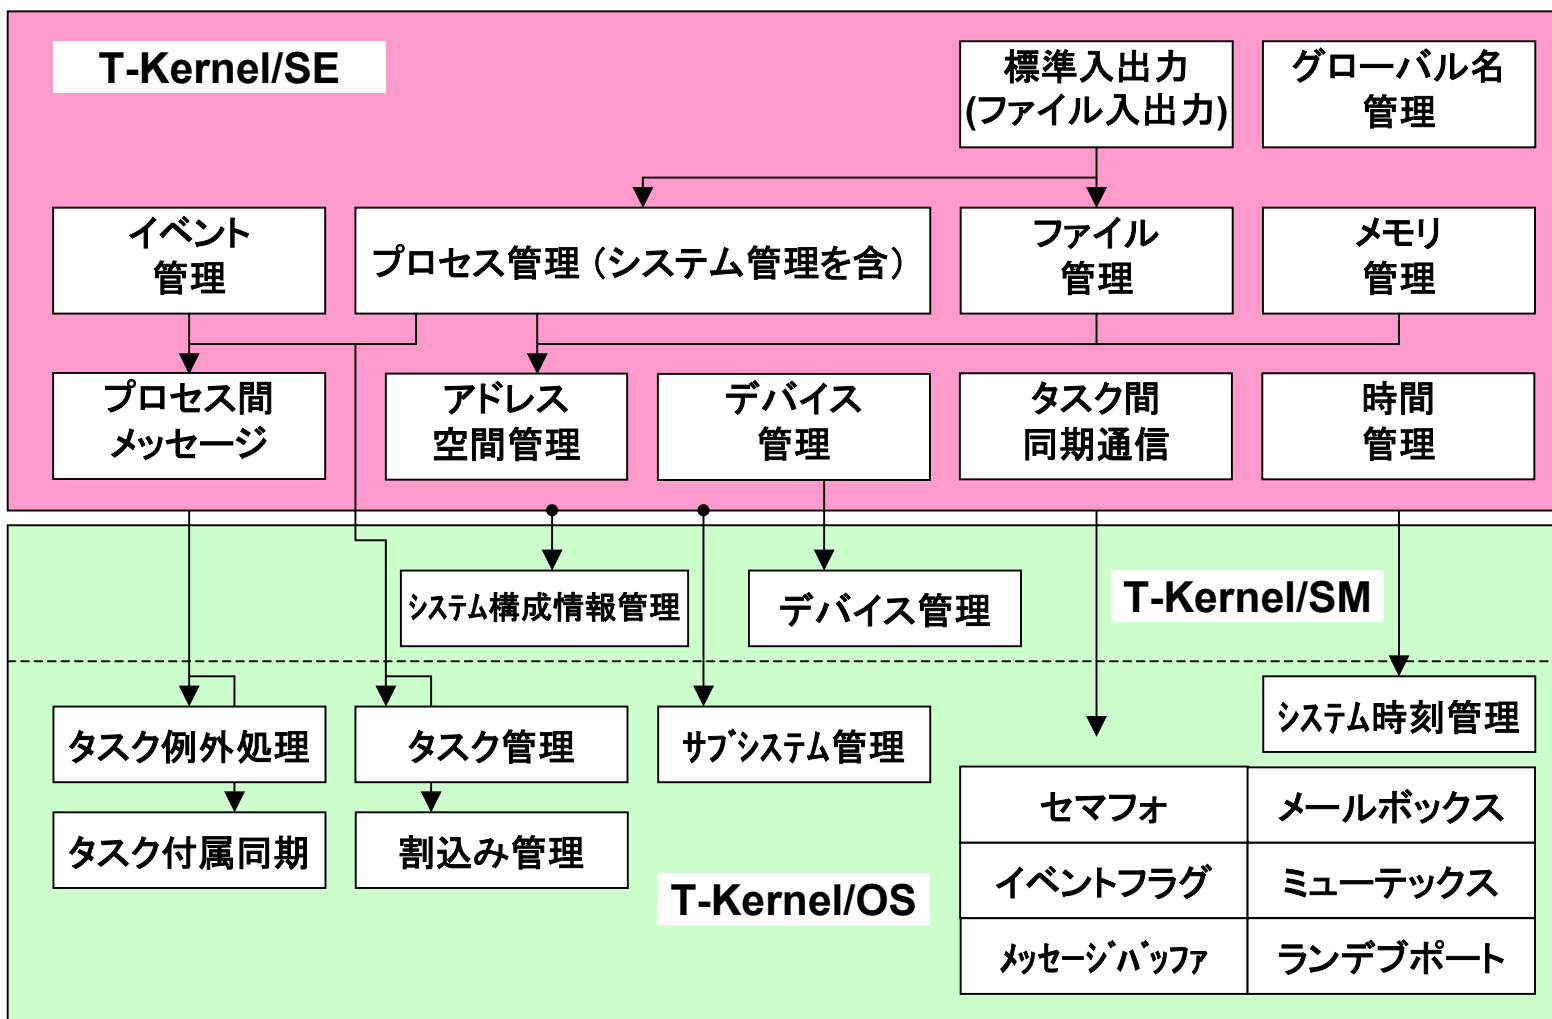 T-Kernel/SE
標準入出力
(ファイル入出力)
グローバル名
管理
イベント
管理
プロセス管理（システム管理を含）
ファイル
管理
メモリ
管理
プロセス間
メッセージ
アドレス
空間管理
デバイス
管理
タスク間
同期通信
時間
管理
ｼｽﾃﾑ構成情報管理
デバイス管理
T-Kernel/SM
タスク例外処理
タスク管理
ｻﾌﾞｼｽﾃﾑ管理
ｼｽﾃﾑ時刻管理
タスク付属同期
割込み管理
T-Kernel/OS
セマフォ
メールボックス
イベントフラグ
ミューテックス
ﾒｯｾｰｼﾞﾊﾞｯﾌｧ
ランデブポート